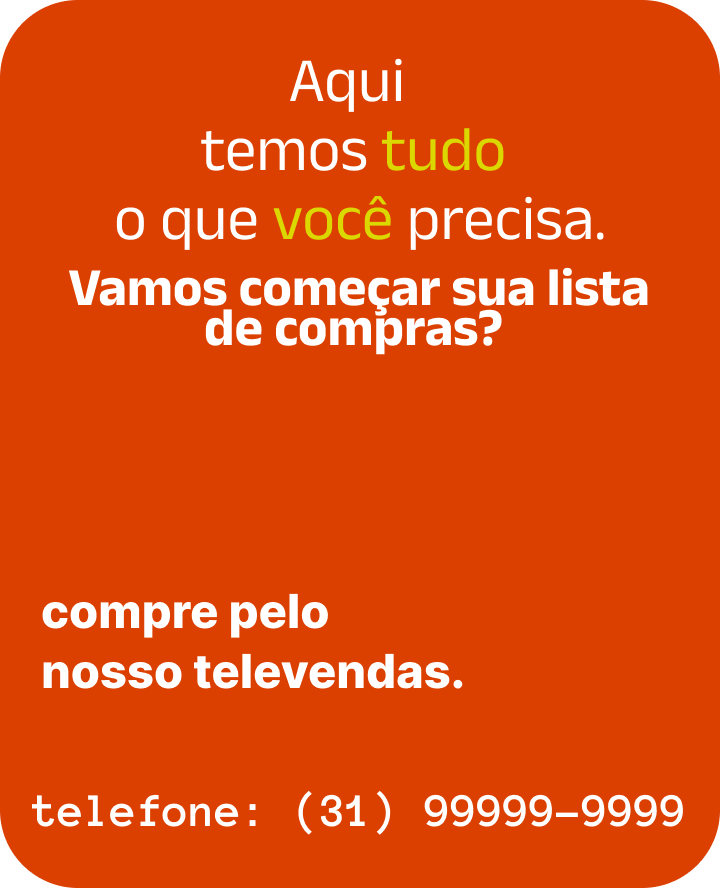 Aqui
temos tudo
o que você precisa.
Vamos começar sua lista
de compras?
compre pelo
nosso televendas.
telefone: (31) 99999-9999